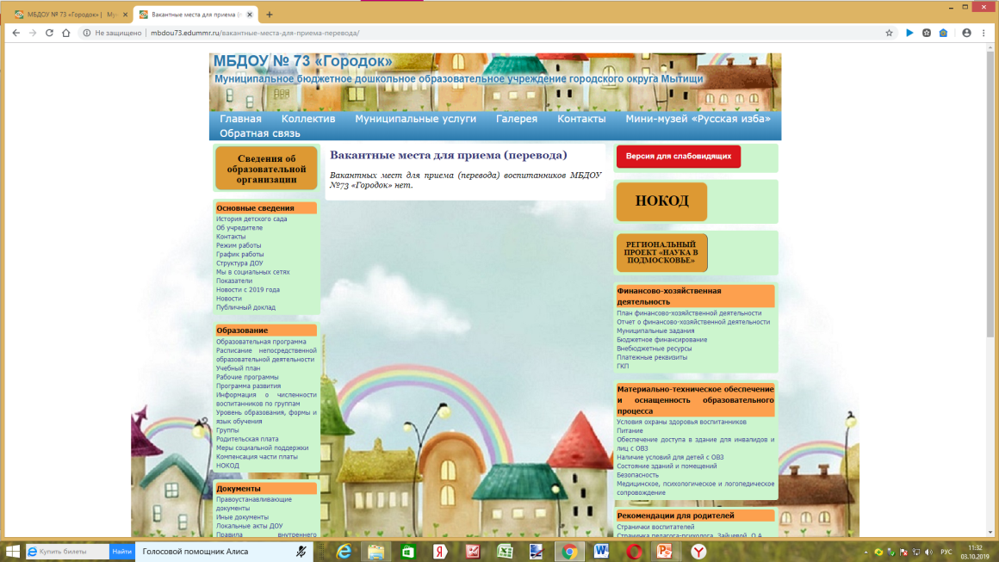 МБДОУ № 73 «Городок» | Му
Вакантные места для приема (
Не защищено
mbdou73.edummr.ru/вакантные-места-для-приема-перевода/
МБДОУ № 73 «Городок»
Муниципальное бюджетное дошкольное образовательное учреждение городского округа Мытищи
Главная Коллектив Муниципальные услуги Галерея Контакты Мини-музей «Русская изба»
Обратная связь
Сведения об
образовательной
организации
Основные сведения
История детского сада
Об учредителе
Контакты
Режим работы
График работы
Структура ДОУ
Мы в социальных сетях
Показатели
Новости с 2019 года
Новости
Публичный доклад
Образование
Образовательная программа
Расписание непосредственной
образовательной деятельности
Учебный план
Рабочие программы
Программа развития
Информация о численности
воспитанников по группам
Уровень образования, формы и
язык обучения
Группы
Родительская плата
Меры социальной поддержки
Компенсация части платы
НОКОД
Документы
Правоустанавливающие
документы
Иные документы
Локальные акты ДОУ
Правила внутреннего
Вакантные места для приема (перевода)
Вакантных мест для приема (перевода) воспитанников МБДОУ
№73 «Городок» нет.
Версия для слабовидящих
НОКОД
РЕГИОНАЛЬНЫЙ
ПРОЕКТ «НАУКА В
ПОДМОСКОВЬЕ»
Финансово-хозяйственная
деятельность
План финансово-хозяйственной деятельности
Отчет о финансово-хозяйственной деятельности
Муниципальные задания
Бюджетное финансирование
Внебюджетные ресурсы
Платежные реквизиты
ГКП
Материально-техническое обеспечение
и оснащенность образовательного
процесса
Условия охраны здоровья воспитанников
Питание
Обеспечение доступа в здание для инвалидов и
лиц с ОВЗ
Наличие условий для детей с ОВЗ
Состояние зданий и помещений
Безопасность
Медицинское, психологическое и логопедическое
сопровождение
Рекомендации для родителей
Странички воспитателей
Страничка педагога-психолога Зайцевой О.А.
Купить билеты
Найти
Голосовой помощник Алиса
РУС
11:32
03.10.2019